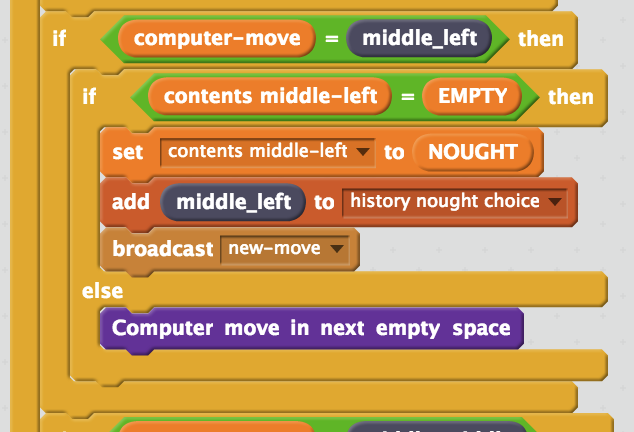 if computer-move = middle_left then
if contents middle-left = EMPTY then
set contents middle-left to NOUGHT
add middle_left to history nought choice
broadcast new-move
else
Computer move in next empty space